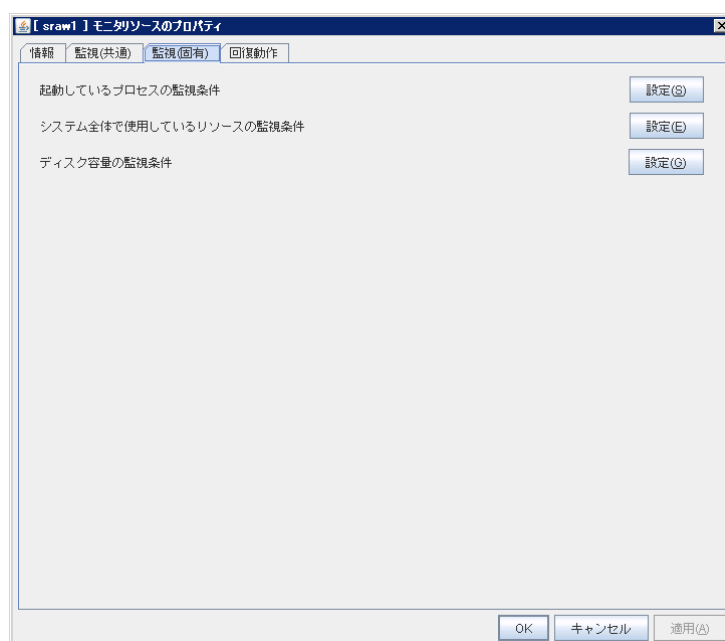 [ sraw1 ] モニタリソースのプロパティ
情報 監視(共通) 監視(固有) 回復動作
起動しているプロセスの監視条件 設定(S)
システム全体で使用しているリソースの監視条件 設定(E)
ディスク容量の監視条件 設定(G)
OK キャンセル 適用(A)